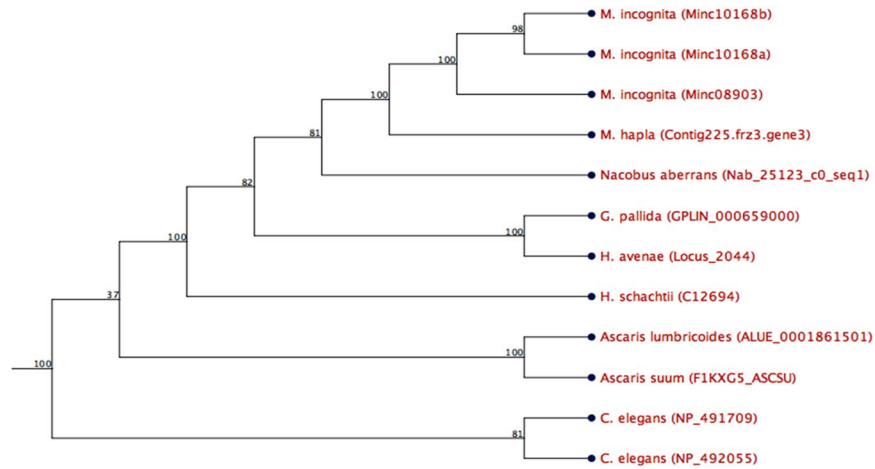 M. incognita (Minc10168b)
98
M. incognita (Minc10168a)
100
M. incognita (Minc08903)
100
M. hapla (Contig225.frz3.gene3)
81
Nacobus aberrans (Nab_25123_c0_seq1)
82
G. pallida (GPLIN_000659000)
100
100
H. avenae (Locus_2044)
37
H. schachtii (C12694)
Ascaris lumbricoides (ALUE_0001861501)
100
100
Ascaris suum (F1KXG5_ASCSU)
C. elegans (NP_491709)
81
C. elegans (NP_492055)